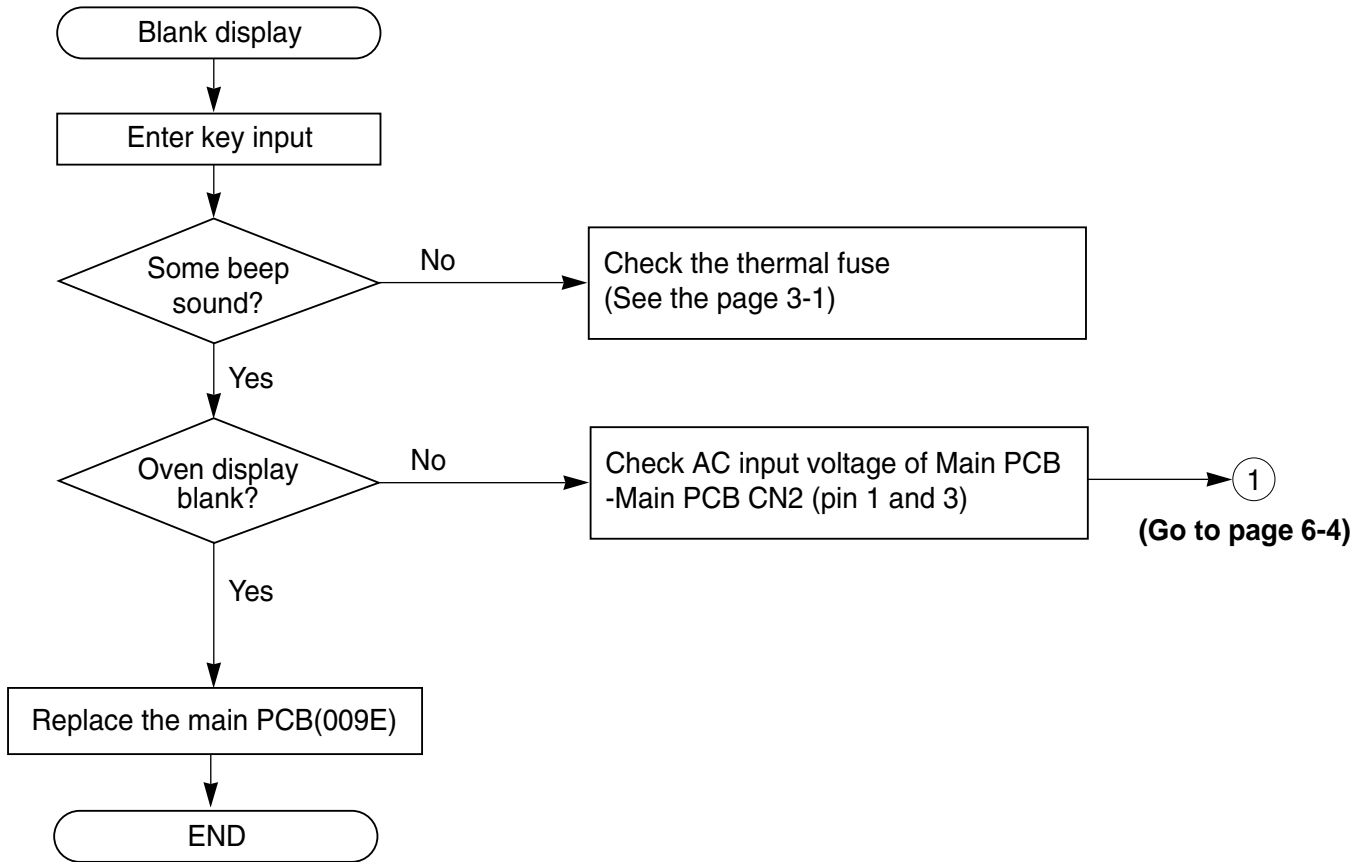 Blank display
Enter key input
Some beep
sound?
No
Check the thermal fuse
(See the page 3-1)
Yes
Oven display
blank?
No
Check AC input voltage of Main PCB
-Main PCB CN2 (pin 1 and 3)
1
(Go to page 6-4)
Yes
Replace the main PCB(009E)
END